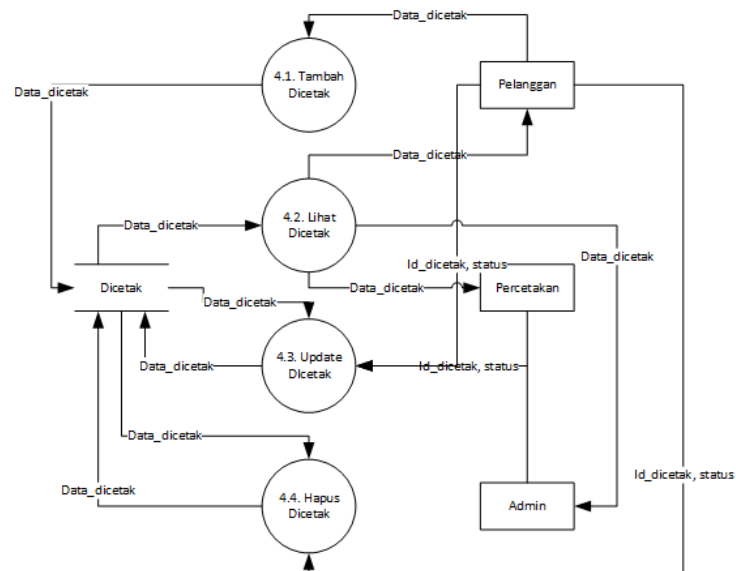 Data_dicetak
4.1. Tambah
Dicetak
Pelanggan
Data_dicetak
Data_dicetak
4.2. Lihat
Dicetak
Data_dicetak
Data_dicetak
Id_dicetak, status
Data_dicetak
Dicetak
Data_dicetak
Percetakan
Data_dicetak
4.3. Update
DIcetak
Data_dicetak
Id_dicetak, status
Data_dicetak
Data_dicetak
4.4. Hapus
Dicetak
Id_dicetak, status
Admin